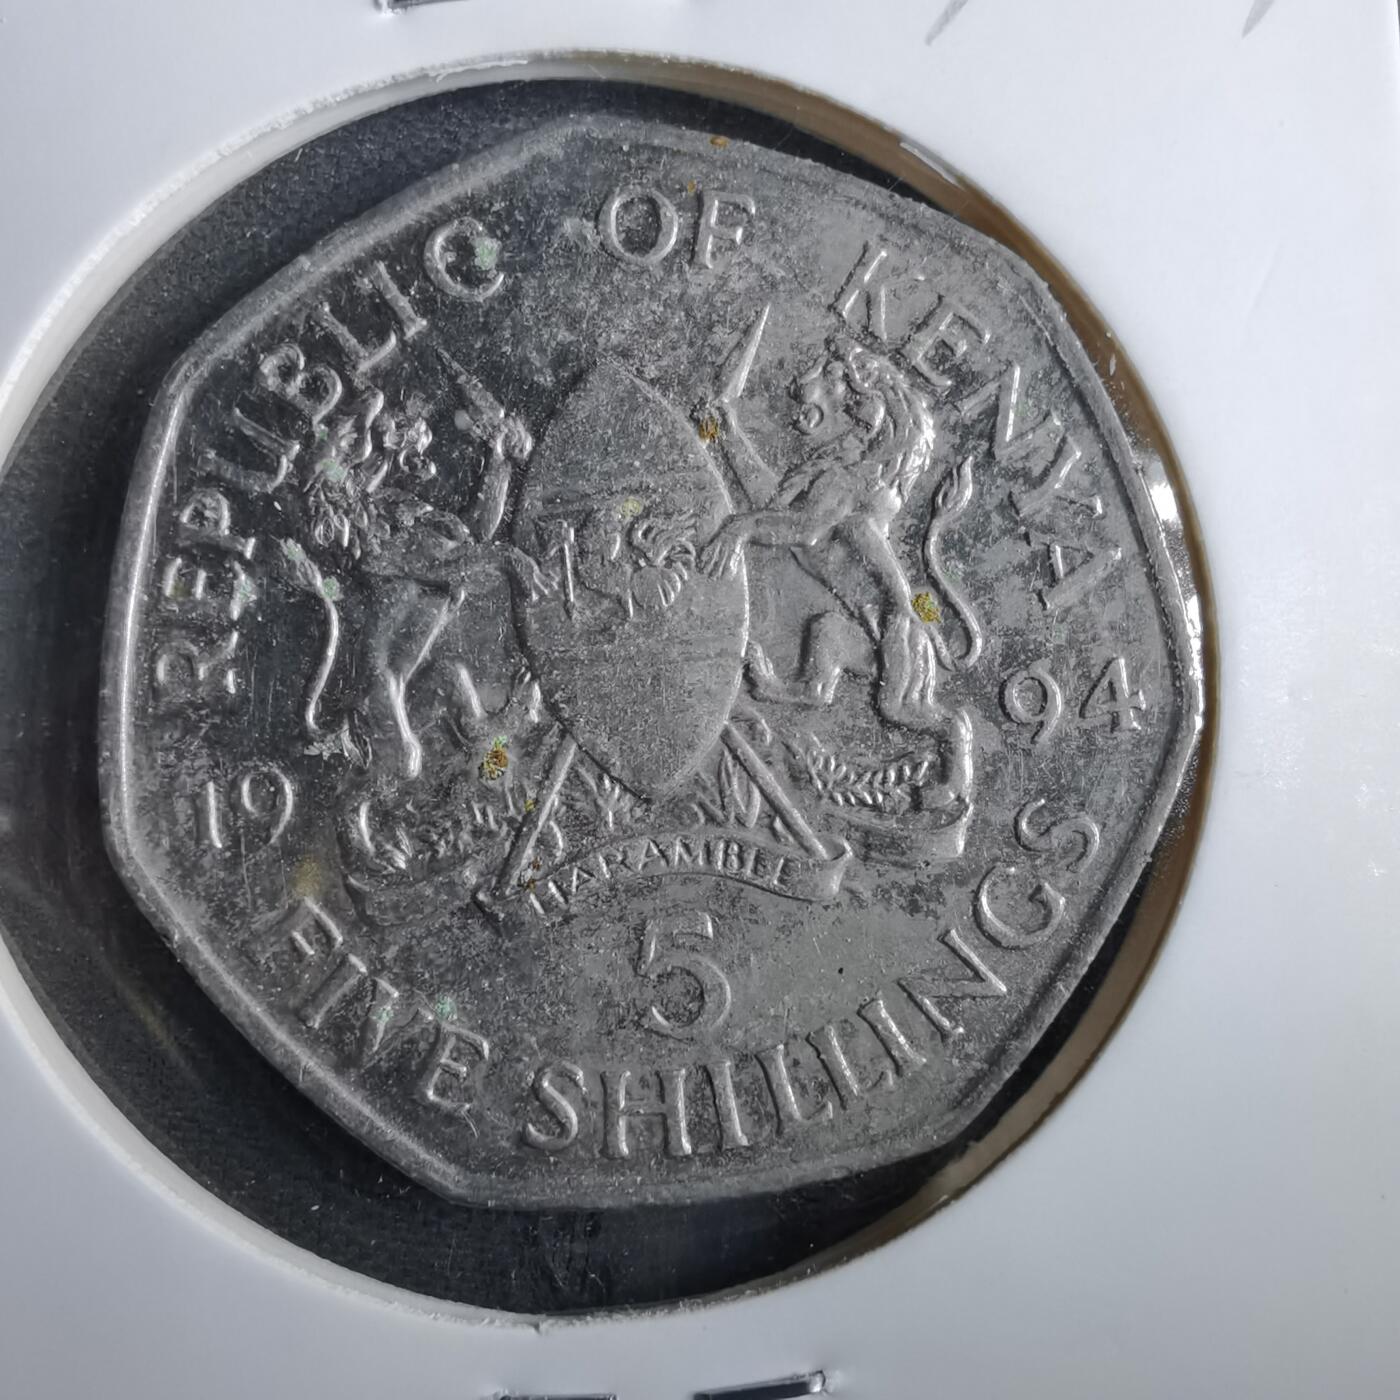 REPUBLIC OF KENYA
19 94
HARAMBEE
5
FIVE SHILLINGS